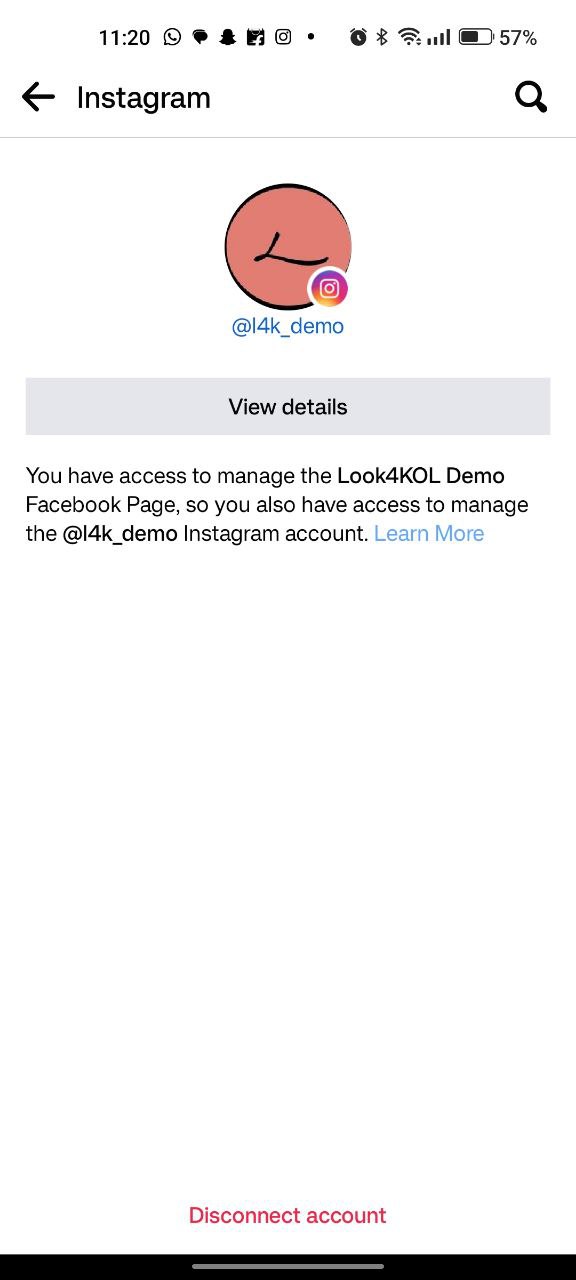 11:20 57%
Instagram
@l4k_demo
View details
You have access to manage the Look4KOL Demo
Facebook Page, so you also have access to manage
the @l4k_demo Instagram account. Learn More
Disconnect account